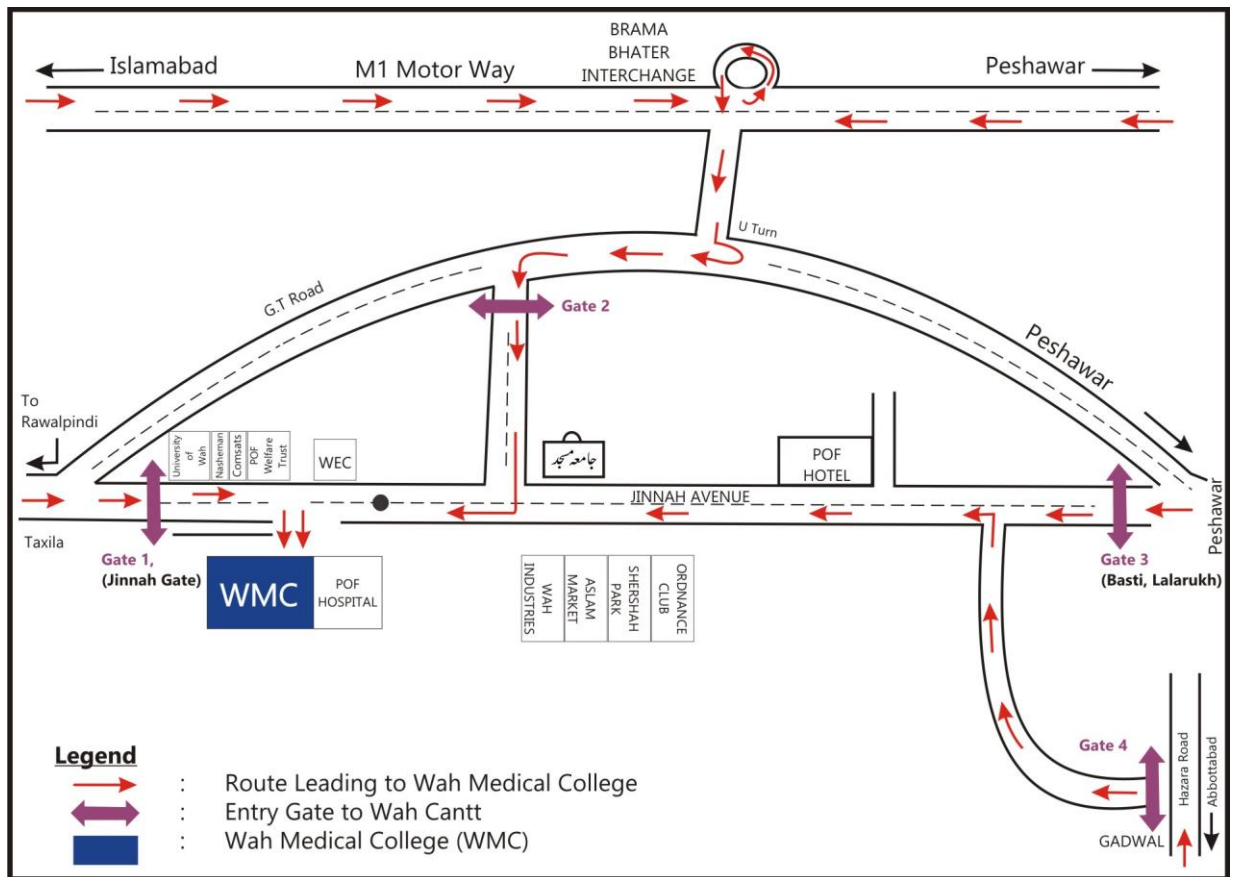 BRAMA
BHATER
INTERCHANGE
Islamabad
M1 Motor Way
Peshawar
U Turn
G.T Road
Gate 2
Peshawar
To
Rawalpindi
University
of
Wah
Nasheman
Comsats
POF
Welfare
Trust
WEC
جامعہ مسجد
POF
HOTEL
JINNAH AVENUE
Taxila
Gate 1,
(Jinnah Gate)
WMC
POF
HOSPITAL
WAH
INDUSTRIES
ASLAM
MARKET
SHERSHAH
PARK
ORDNANCE
CLUB
Gate 3
(Basti, Lalarukh)
Peshawar
Gate 4
Hazara Road
Abbottabad
GADWAL
Legend
: Route Leading to Wah Medical College
: Entry Gate to Wah Cantt
: Wah Medical College (WMC)